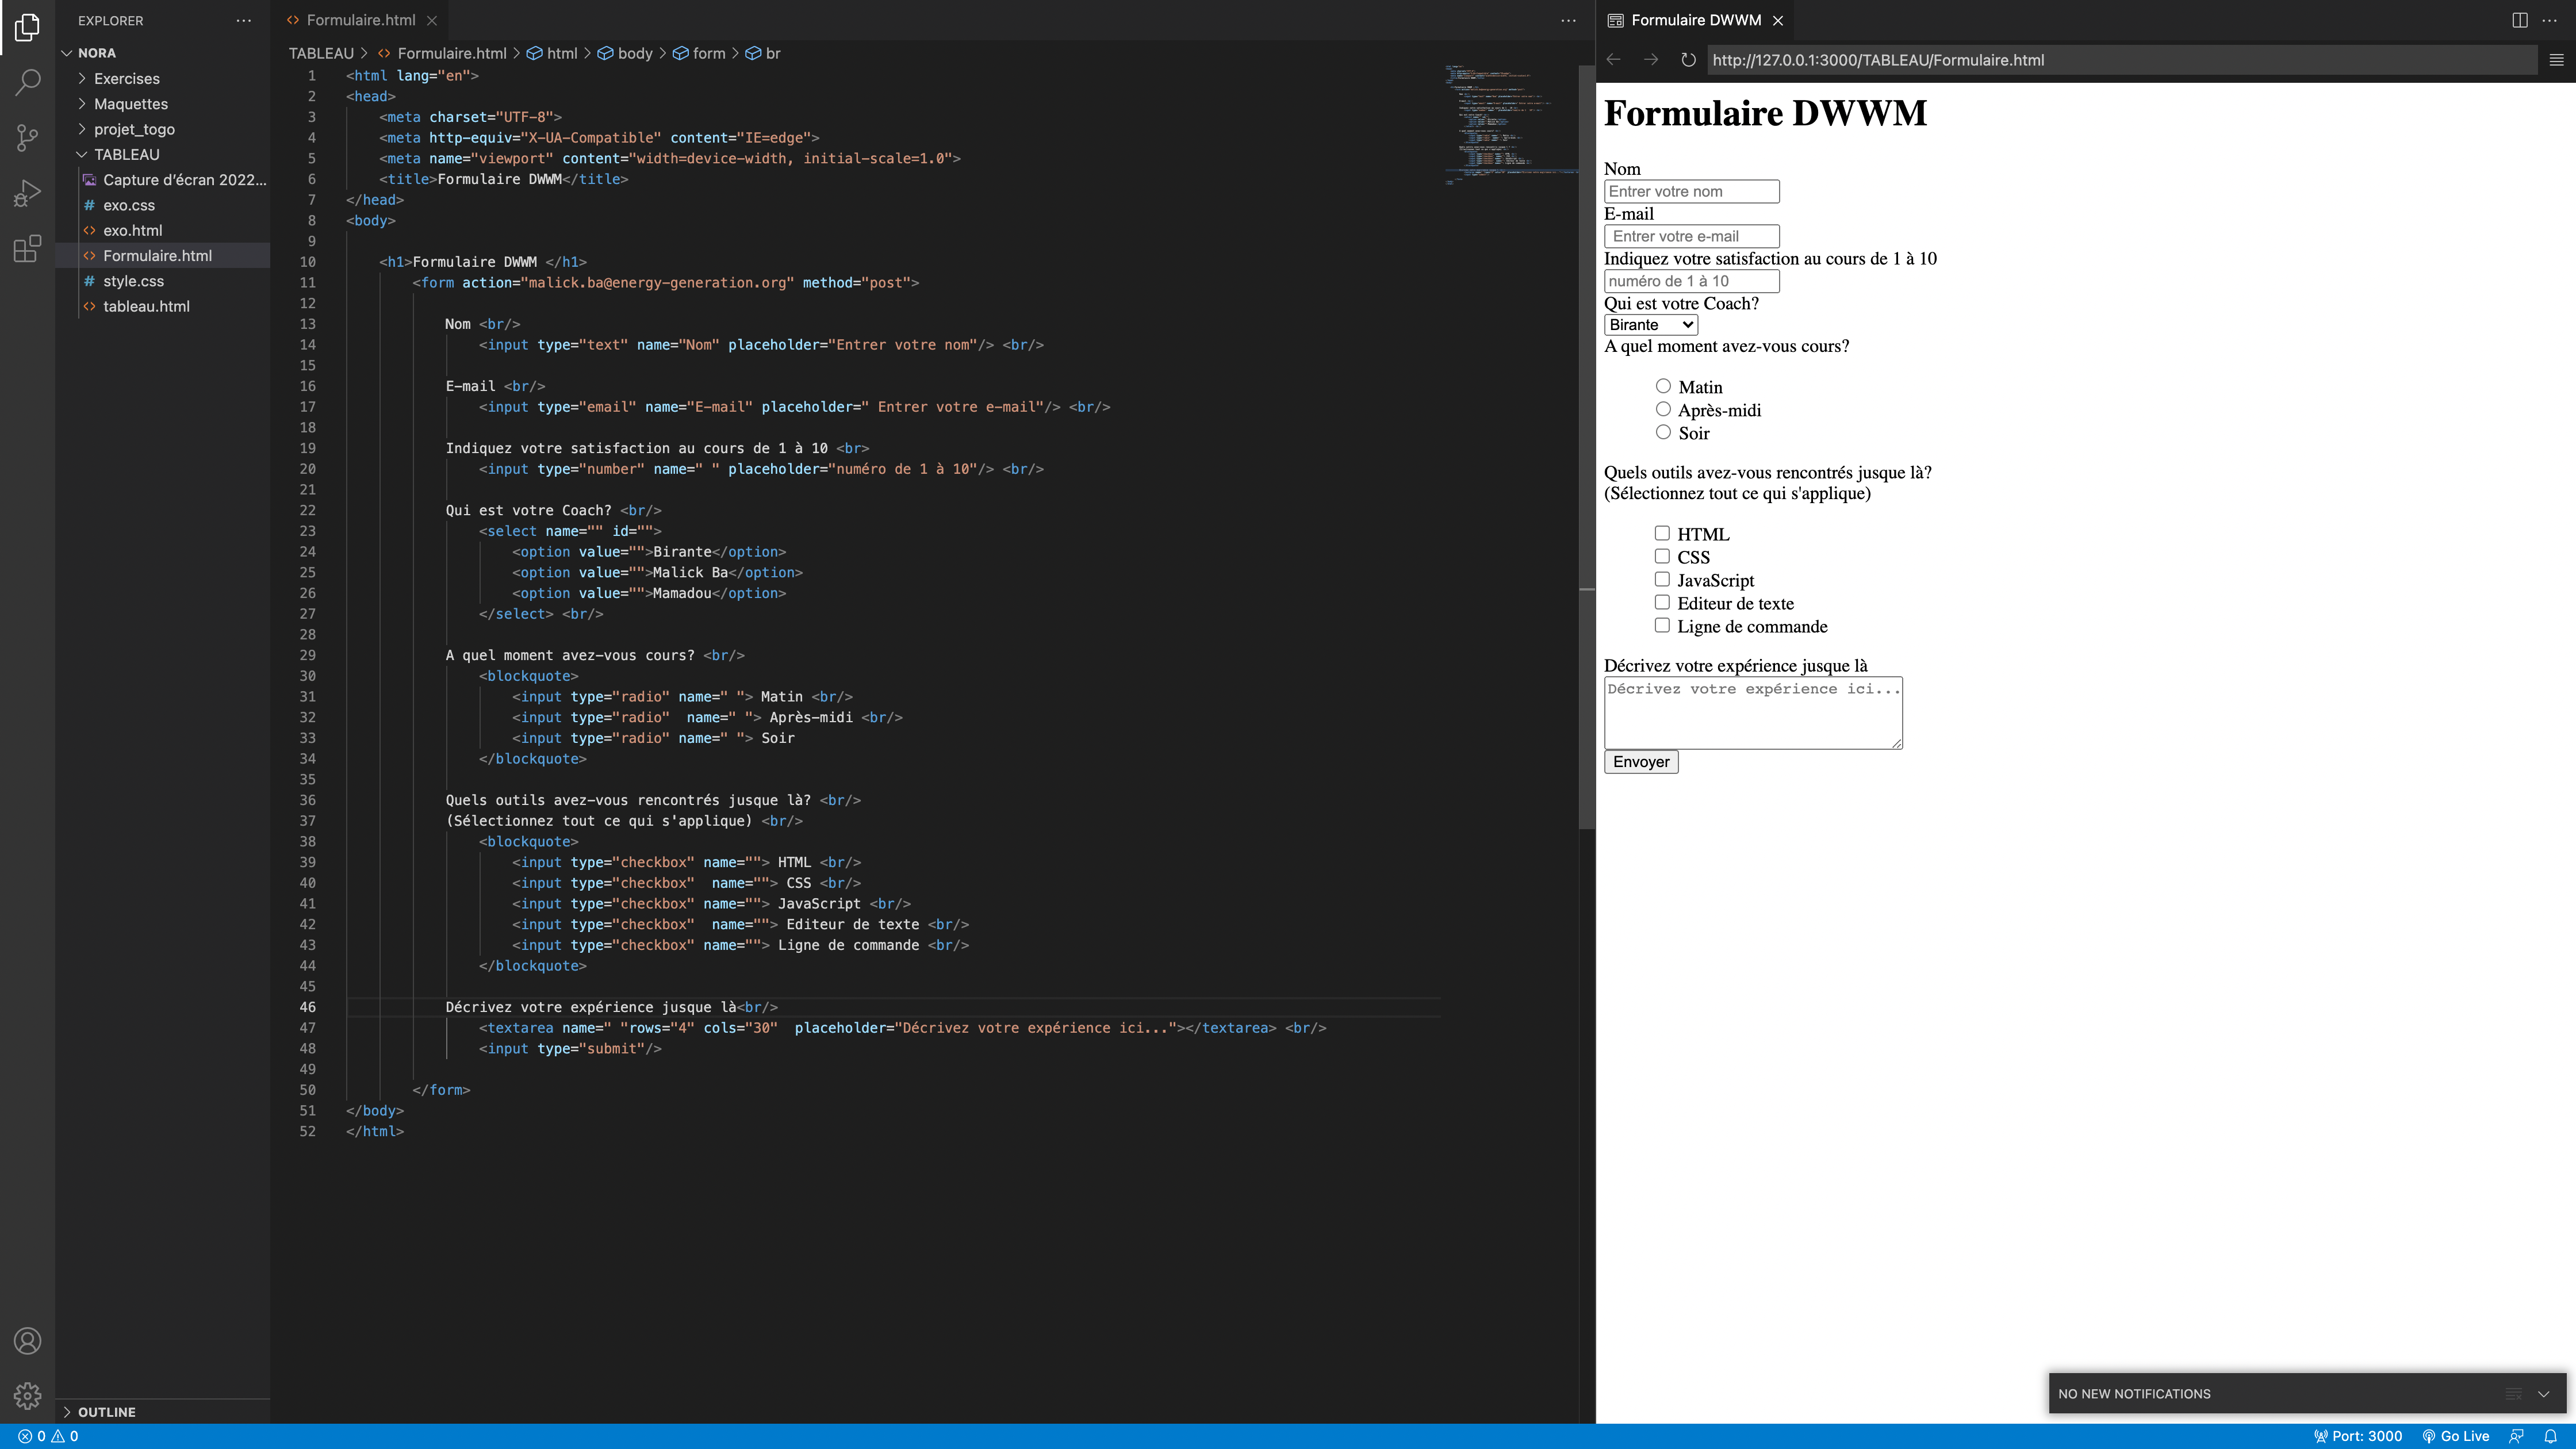 EXPLORER
NORA
Exercises
Maquettes
projet_togo
TABLEAU
Capture d’écran 2022...
# exo.css
<> exo.html
<> Formulaire.html
# style.css
<> tableau.html
OUTLINE
<> Formulaire.html
TABLEAU > <> Formulaire.html > html > body > form > br
1 <html lang="en">
2 <head>
3 <meta charset="UTF-8">
4 <meta http-equiv="X-UA-Compatible" content="IE=edge">
5 <meta name="viewport" content="width=device-width, initial-scale=1.0">
6 <title>Formulaire DWWM</title>
7 </head>
8 <body>
9
10 <h1>Formulaire DWWM </h1>
11 <form action="malick.ba@energy-generation.org" method="post">
12
13 Nom <br/>
14 <input type="text" name="Nom" placeholder="Entrer votre nom"/> <br/>
15
16 E-mail <br/>
17 <input type="email" name="E-mail" placeholder=" Entrer votre e-mail"/> <br/>
18
19 Indiquez votre satisfaction au cours de 1 à 10 <br>
20 <input type="number" name=" " placeholder="numéro de 1 à 10"/> <br/>
21
22 Qui est votre Coach? <br/>
23 <select name="" id="">
24 <option value="">Birante</option>
25 <option value="">Malick Ba</option>
26 <option value="">Mamadou</option>
27 </select> <br/>
28
29 A quel moment avez-vous cours? <br/>
30 <blockquote>
31 <input type="radio" name=" "> Matin <br/>
32 <input type="radio"  name=" "> Après-midi <br/>
33 <input type="radio" name=" "> Soir
34 </blockquote>
35
36 Quels outils avez-vous rencontrés jusque là? <br/>
37 (Sélectionnez tout ce qui s'applique) <br/>
38 <blockquote>
39 <input type="checkbox" name=""> HTML <br/>
40 <input type="checkbox"  name=""> CSS <br/>
41 <input type="checkbox" name=""> JavaScript <br/>
42 <input type="checkbox"  name=""> Editeur de texte <br/>
43 <input type="checkbox" name=""> Ligne de commande <br/>
44 </blockquote>
45
46 Décrivez votre expérience jusque là<br/>
47 <textarea name=" "rows="4" cols="30"  placeholder="Décrivez votre expérience ici..."></textarea> <br/>
48 <input type="submit"/>
49
50 </form>
51 </body>
52 </html>
Formulaire DWWM
http://127.0.0.1:3000/TABLEAU/Formulaire.html
Formulaire DWWM
Nom
Entrer votre nom
E-mail
Entrer votre e-mail
Indiquez votre satisfaction au cours de 1 à 10
numéro de 1 à 10
Qui est votre Coach?
Birante
A quel moment avez-vous cours?
Matin
Après-midi
Soir
Quels outils avez-vous rencontrés jusque là?
(Sélectionnez tout ce qui s'applique)
HTML
CSS
JavaScript
Editeur de texte
Ligne de commande
Décrivez votre expérience jusque là
Décrivez votre expérience ici...
Envoyer
NO NEW NOTIFICATIONS
0 0
Port: 3000 Go Live